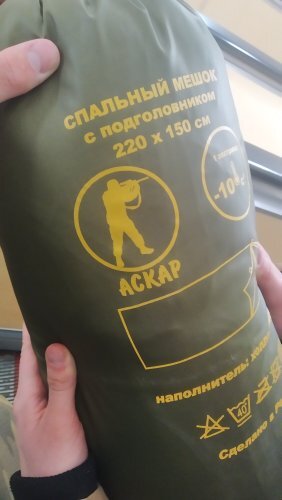 СПАЛЬНЫЙ МЕШОК
с подголовником
220 х 150 см
-10°
АСКАР
наполнитель:
40
Сделано в